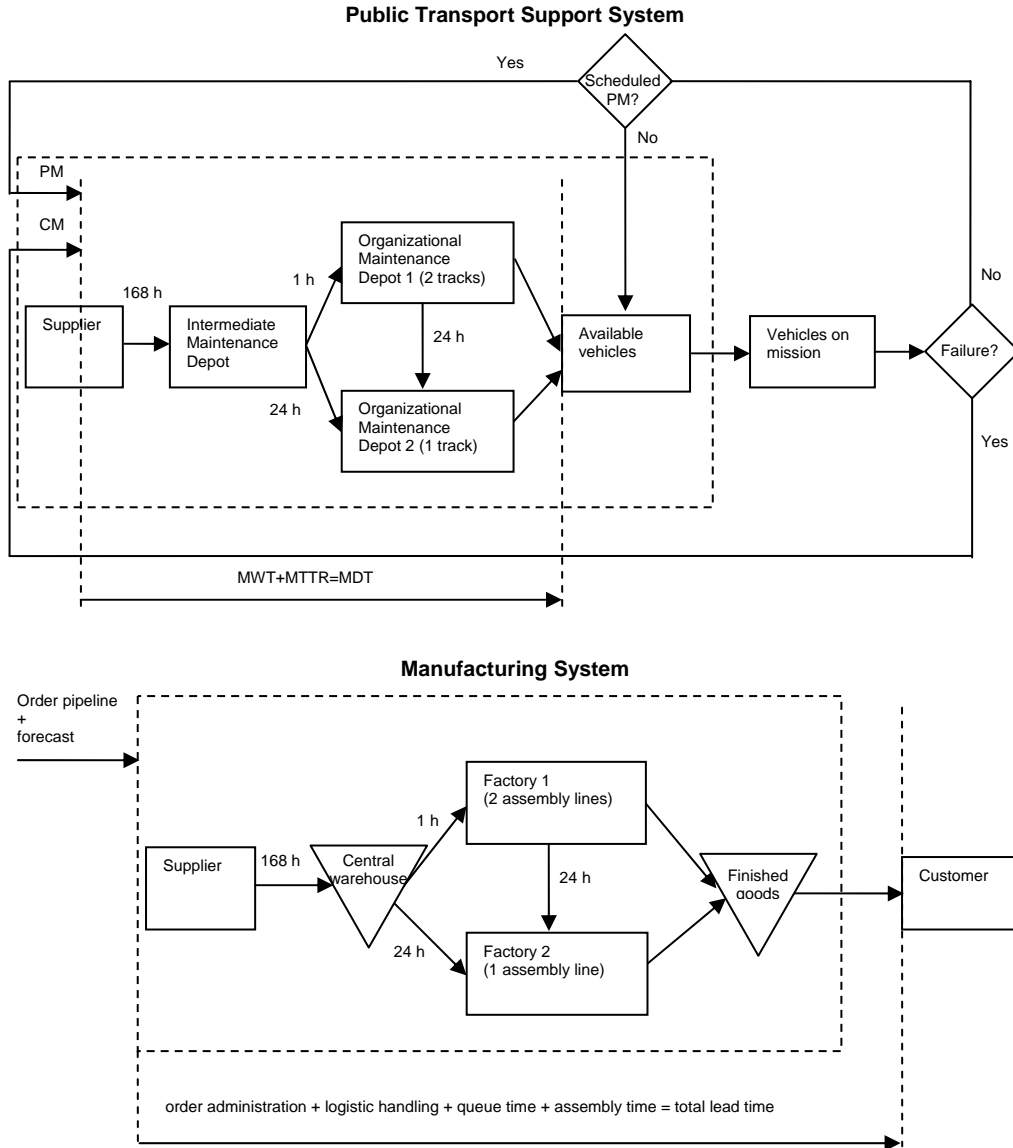 Public Transport Support System
Yes
Scheduled
PM?
No
PM
CM
Organizational
Maintenance
Depot 1 (2 tracks)
1 h
168 h
No
Supplier
Intermediate
Maintenance
Depot
24 h
Available
vehicles
Vehicles on
mission
Failure?
24 h
Organizational
Maintenance
Depot 2 (1 track)
Yes
MWT+MTTR=MDT
Manufacturing System
Order pipeline
+
forecast
Factory 1
(2 assembly lines)
1 h
Supplier
168 h
Central
warehouse
24 h
Finished
goods
Customer
24 h
Factory 2
(1 assembly line)
order administration + logistic handling + queue time + assembly time = total lead time